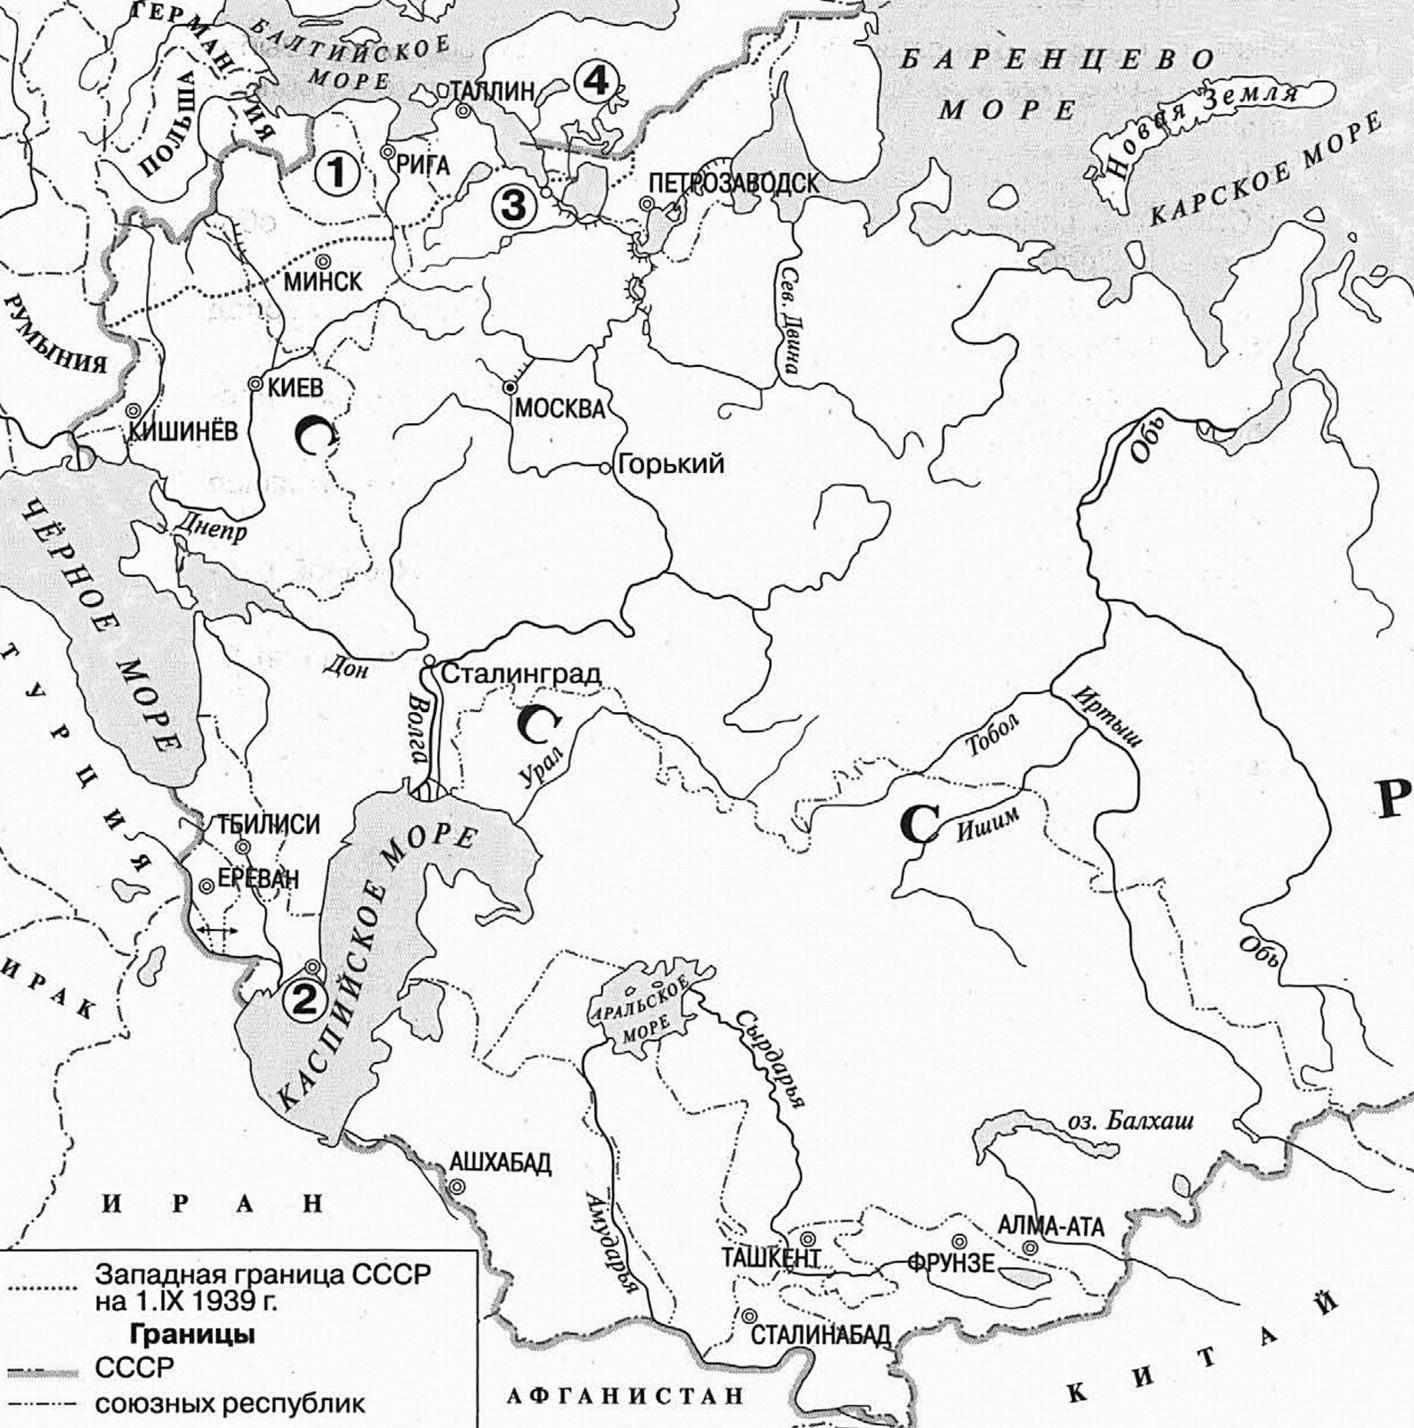 ГЕРМАНИЯ
БАЛТИЙСКОЕ
МОРЕ
ПОЛЬША
ТАЛЛИН
4
БАРЕНЦЕВО
МОРЕ
Новая Земля
КАРСКОЕ МОРЕ
1
РИГА
3
ПЕТРОЗАВОДСК
МИНСК
Сев. Двина
РУМЫНИЯ
КИЕВ
МОСКВА
КИШИНЁВ
С
Горький
Обь
ЧЁРНОЕ МОРЕ
Днепр
Дон
Сталинград
Волга
С
Урал
Тобол
Иртыш
С
Ишим
Р
ТУРЦИЯ
ТБИЛИСИ
ЕРЕВАН
КАСПИЙСКОЕ МОРЕ
2
ИРАК
Обь
АРАЛЬСКОЕ
МОРЕ
Сырдарья
оз. Балхаш
АШХАБАД
ИРАН
Амударья
ТАШКЕНТ
ФРУНЗЕ
АЛМА-АТА
СТАЛИНАБАД
АФГАНИСТАН
КИТАЙ
Западная граница СССР
на 1.IX 1939 г.
Границы
СССР
союзных республик